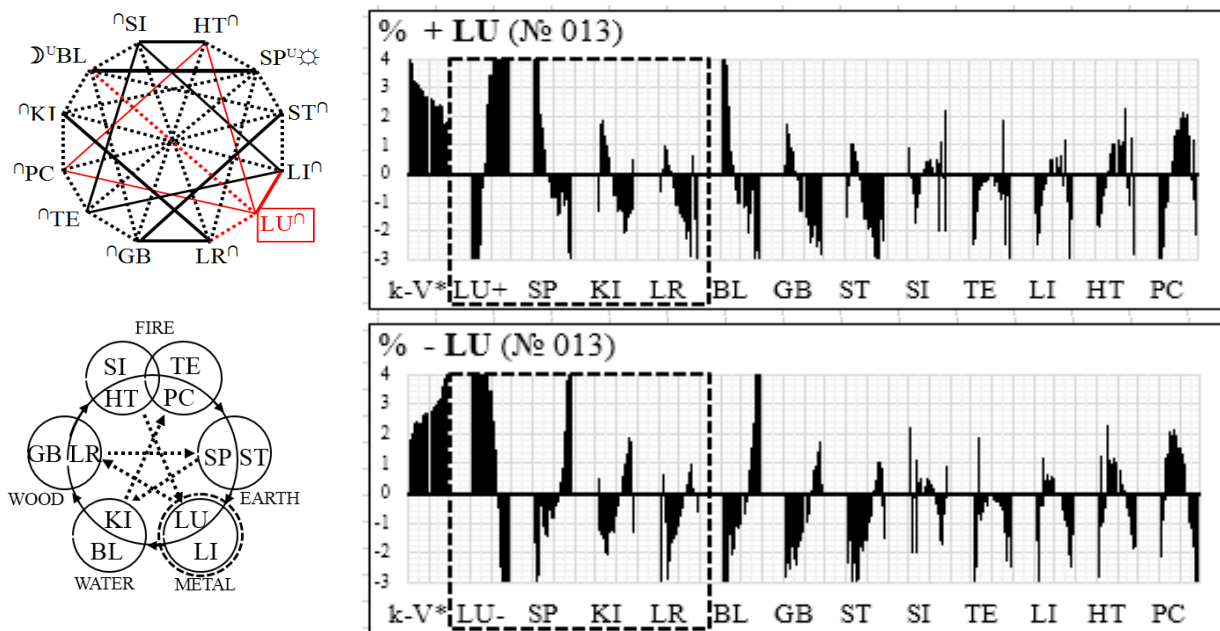 ∩SI HT∩
☽ᵁBL SPᵁ☼
∩KI ST∩
∩PC LI∩
∩TE LU∩
∩GB LR∩
FIRE
SI TE
HT PC
GB LR SP ST
WOOD EARTH
KI LU
BL LI
WATER METAL
% + LU (№ 013)
4
3
2
1
0
-1
-2
-3
k-V* LU+ SP KI LR BL GB ST SI TE LI HT PC
% - LU (№ 013)
4
3
2
1
0
-1
-2
-3
k-V* LU- SP KI LR BL GB ST SI TE LI HT PC